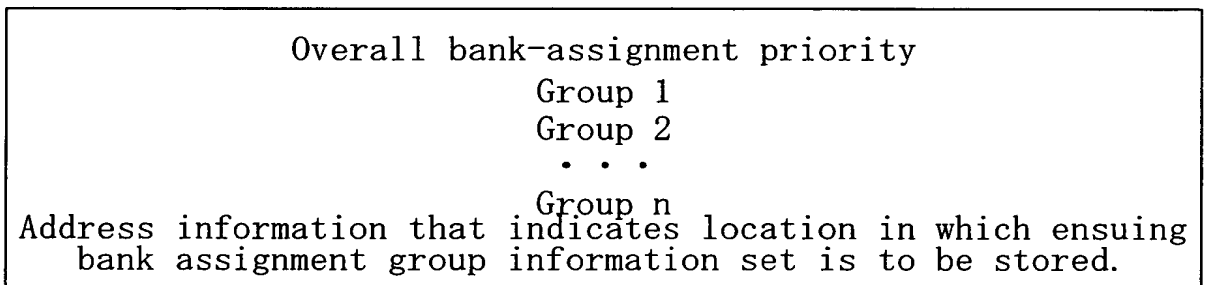 Overall bank-assignment priority
Group 1
Group 2
· · ·
Group n
Address information that indicates location in which ensuing
bank assignment group information set is to be stored.